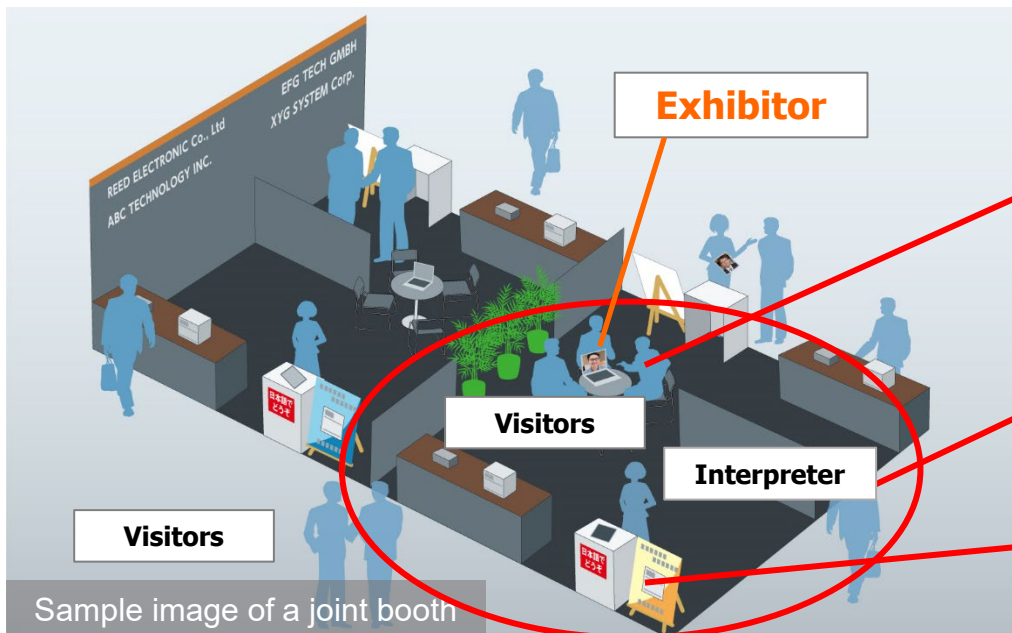 EFG TECH GMBH
XYG SYSTEM Corp.
REED ELECTRONIC Co., Ltd
ABC TECHNOLOGY INC.
Exhibitor
Visitors
Interpreter
日本語で
どうぞ
Visitors
日本語で
どうぞ
Sample image of a joint booth